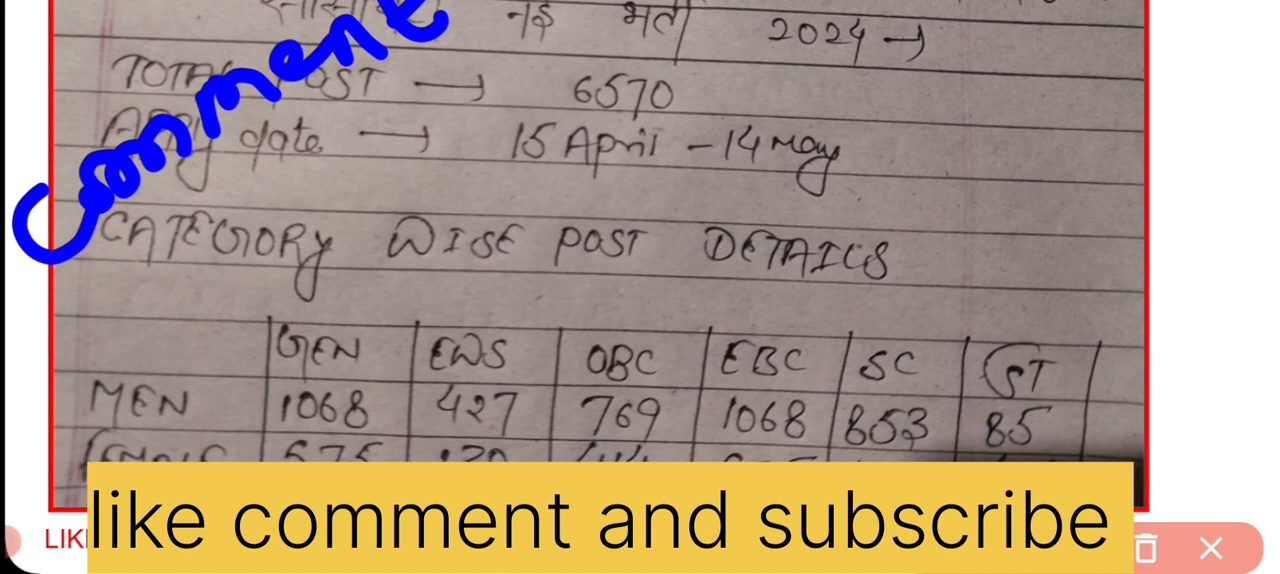 नई भर्ती 2024 →
TOTAL POST → 6570
Apply date → 15 April - 14 May
Comment
CATEGORY WISE POST DETAILS
GEN EWS OBC EBC SC ST
MEN 1068 427 769 1068 853 85
like comment and subscribe